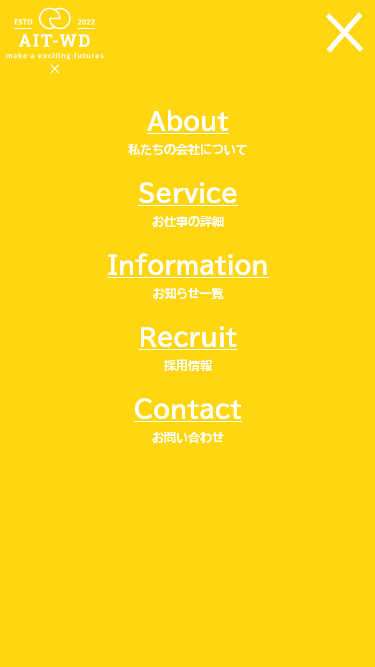 ESTD 2022
AIT-WD
make a exciting futures
About
私たちの会社について
Service
お仕事の詳細
Information
お知らせ一覧
Recruit
採用情報
Contact
お問い合わせ